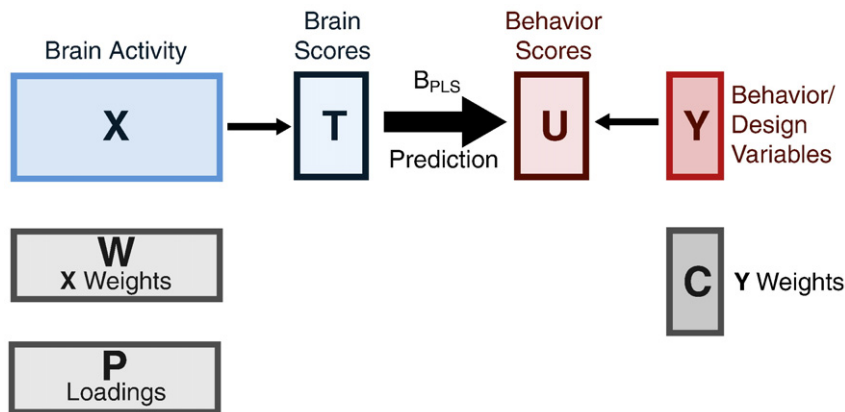 Brain Activity
X
Brain
Scores
T
B_PLS
Prediction
Behavior
Scores
U
Y
Behavior/
Design
Variables
W
X Weights
P
Loadings
C
Y Weights